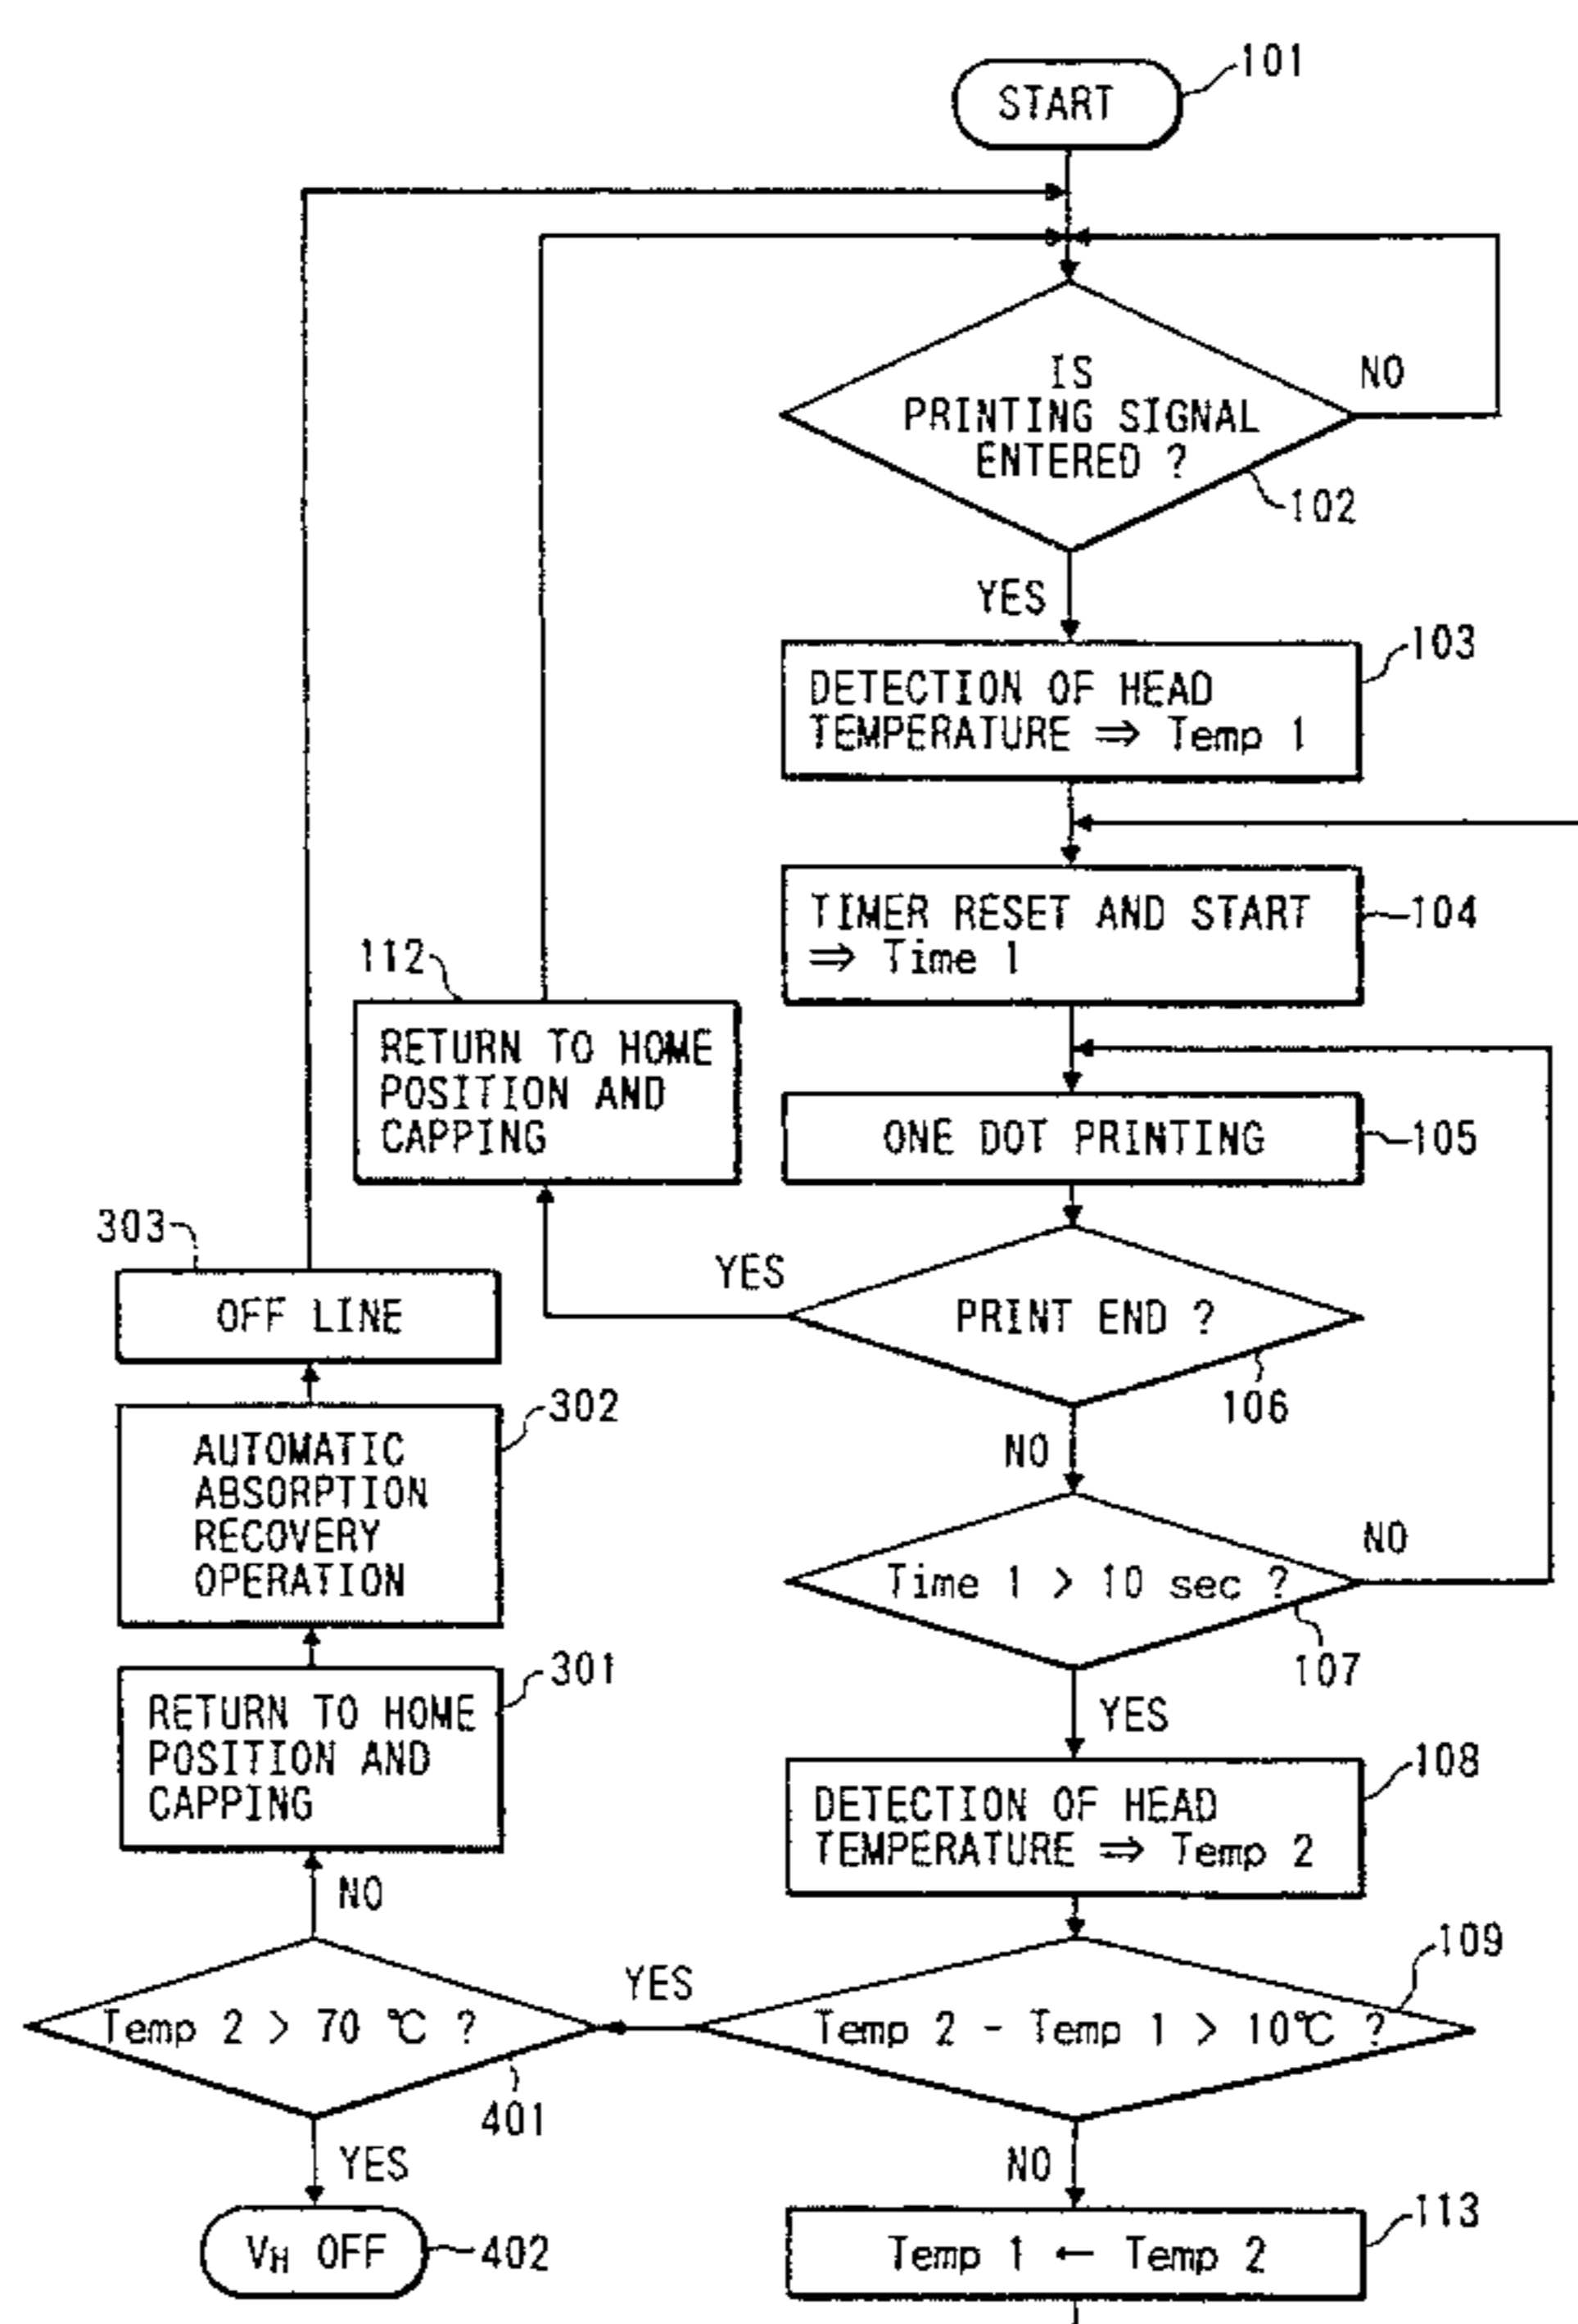 START
101
IS
PRINTING SIGNAL
ENTERED ?
NO
102
YES
103
DETECTION OF HEAD
TEMPERATURE ⇒ Temp 1
TIMER RESET AND START
⇒ Time 1
104
112
RETURN TO HOME
POSITION AND
CAPPING
ONE DOT PRINTING
105
303
OFF LINE
YES
PRINT END ?
106
NO
302
AUTOMATIC
ABSORPTION
RECOVERY
OPERATION
Time 1 > 10 sec ?
NO
107
YES
301
RETURN TO HOME
POSITION AND
CAPPING
NO
108
DETECTION OF HEAD
TEMPERATURE ⇒ Temp 2
109
Temp 2 - Temp 1 > 10℃ ?
YES
Temp 2 > 70 ℃ ?
401
YES
NO
VH OFF
402
113
Temp 1 ← Temp 2